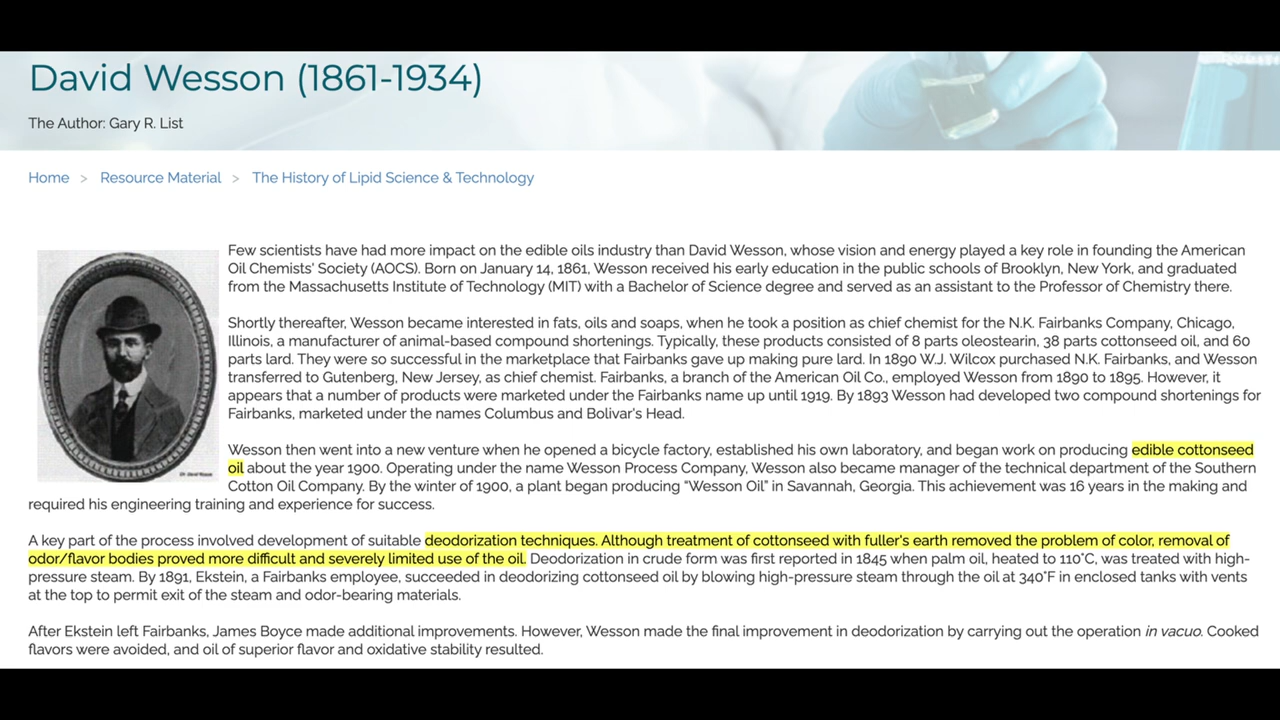 David Wesson (1861-1934)
The Author: Gary R. List
Home > Resource Material > The History of Lipid Science & Technology
Few scientists have had more impact on the edible oils industry than David Wesson, whose vision and energy played a key role in founding the American
Oil Chemists' Society (AOCS). Born on January 14, 1861, Wesson received his early education in the public schools of Brooklyn, New York, and graduated
from the Massachusetts Institute of Technology (MIT) with a Bachelor of Science degree and served as an assistant to the Professor of Chemistry there.
Shortly thereafter, Wesson became interested in fats, oils and soaps, when he took a position as chief chemist for the N.K. Fairbanks Company, Chicago,
Illinois, a manufacturer of animal-based compound shortenings. Typically, these products consisted of 8 parts oleostearin, 38 parts cottonseed oil, and 60
parts lard. They were so successful in the marketplace that Fairbanks gave up making pure lard. In 1890 W.J. Wilcox purchased N.K. Fairbanks, and Wesson
transferred to Gutenberg, New Jersey, as chief chemist. Fairbanks, a branch of the American Oil Co., employed Wesson from 1890 to 1895. However, it
appears that a number of products were marketed under the Fairbanks name up until 1919. By 1893 Wesson had developed two compound shortenings for
Fairbanks, marketed under the names Columbus and Bolivar's Head.
Wesson then went into a new venture when he opened a bicycle factory, established his own laboratory, and began work on producing edible cottonseed
oil about the year 1900. Operating under the name Wesson Process Company, Wesson also became manager of the technical department of the Southern
Cotton Oil Company. By the winter of 1900, a plant began producing "Wesson Oil" in Savannah, Georgia. This achievement was 16 years in the making and
required his engineering training and experience for success.
A key part of the process involved development of suitable deodorization techniques. Although treatment of cottonseed with fuller's earth removed the problem of color, removal of
odor/flavor bodies proved more difficult and severely limited use of the oil. Deodorization in crude form was first reported in 1845 when palm oil, heated to 110°C, was treated with high-
pressure steam. By 1891, Ekstein, a Fairbanks employee, succeeded in deodorizing cottonseed oil by blowing high-pressure steam through the oil at 340°F in enclosed tanks with vents
at the top to permit exit of the steam and odor-bearing materials.
After Ekstein left Fairbanks, James Boyce made additional improvements. However, Wesson made the final improvement in deodorization by carrying out the operation in vacuo. Cooked
flavors were avoided, and oil of superior flavor and oxidative stability resulted.